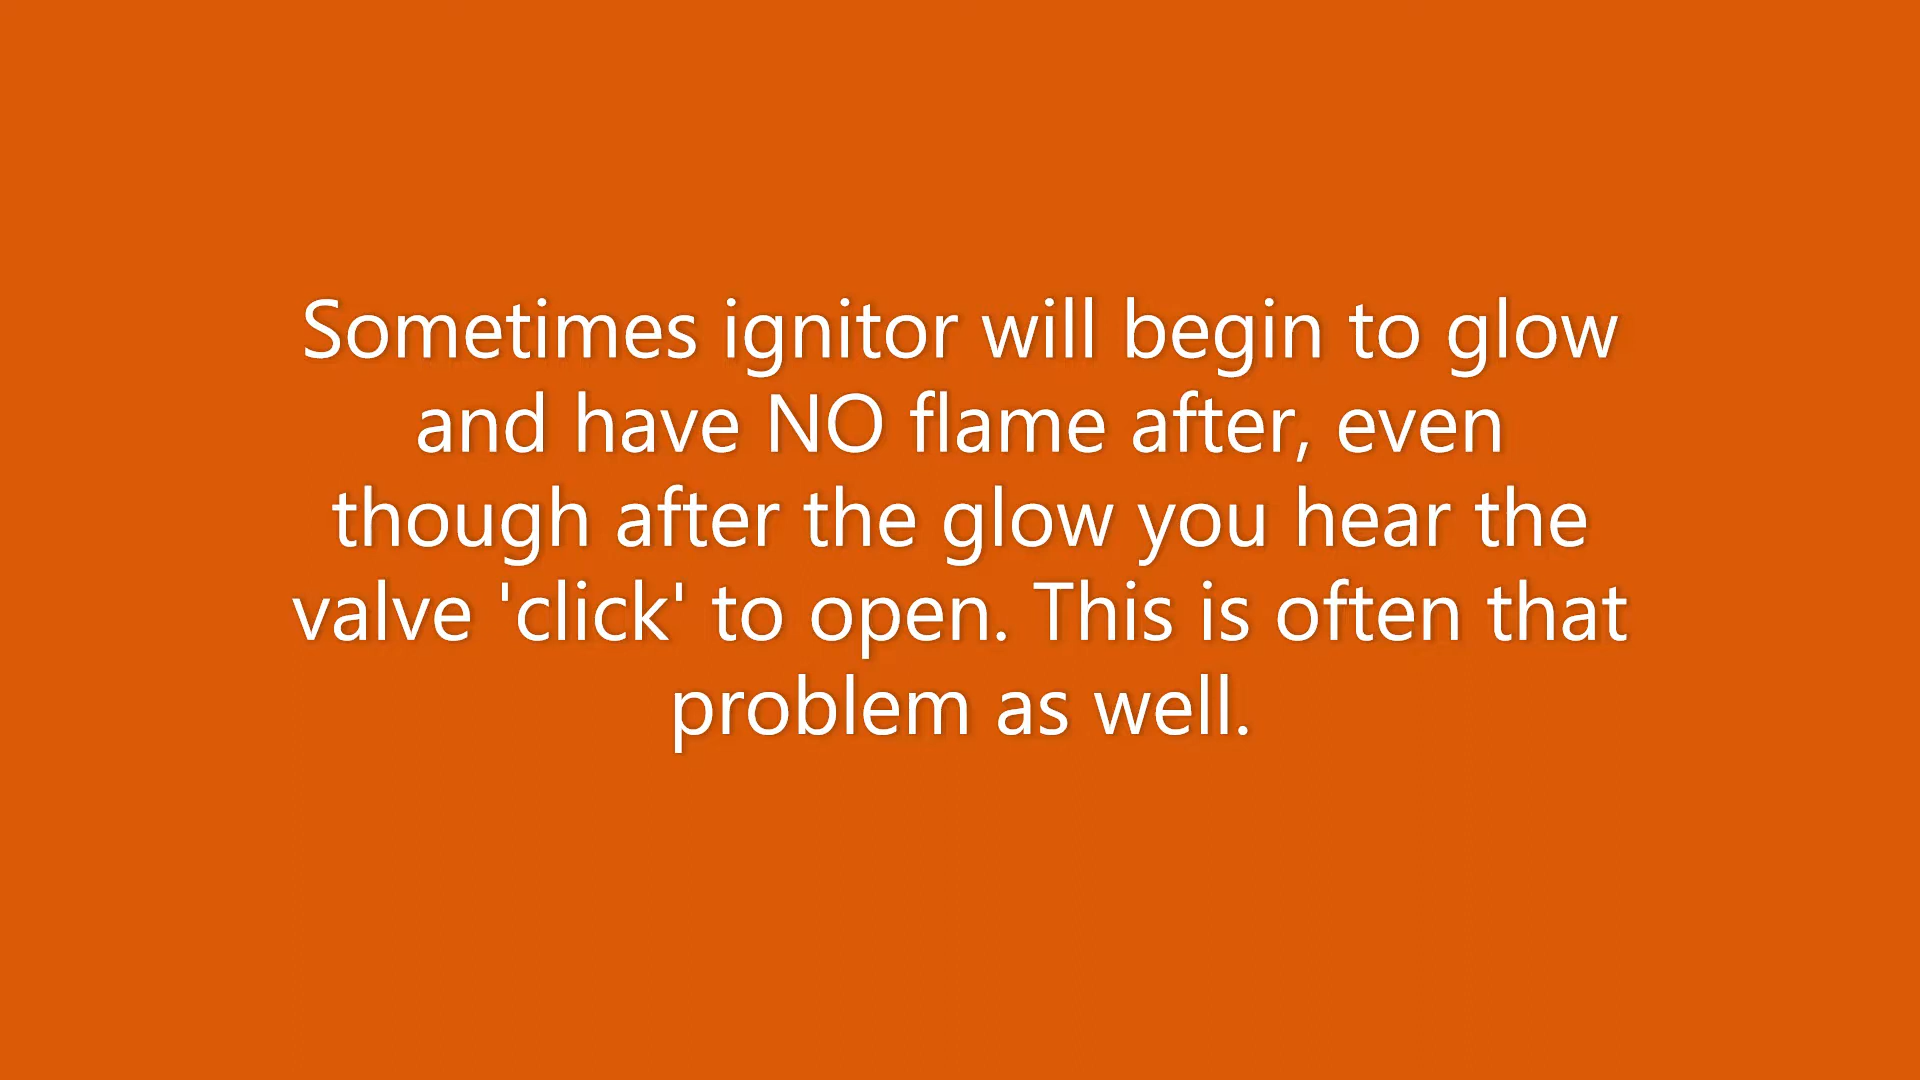 Sometimes ignitor will begin to glow
and have NO flame after, even
though after the glow you hear the
valve 'click' to open. This is often that
problem as well.